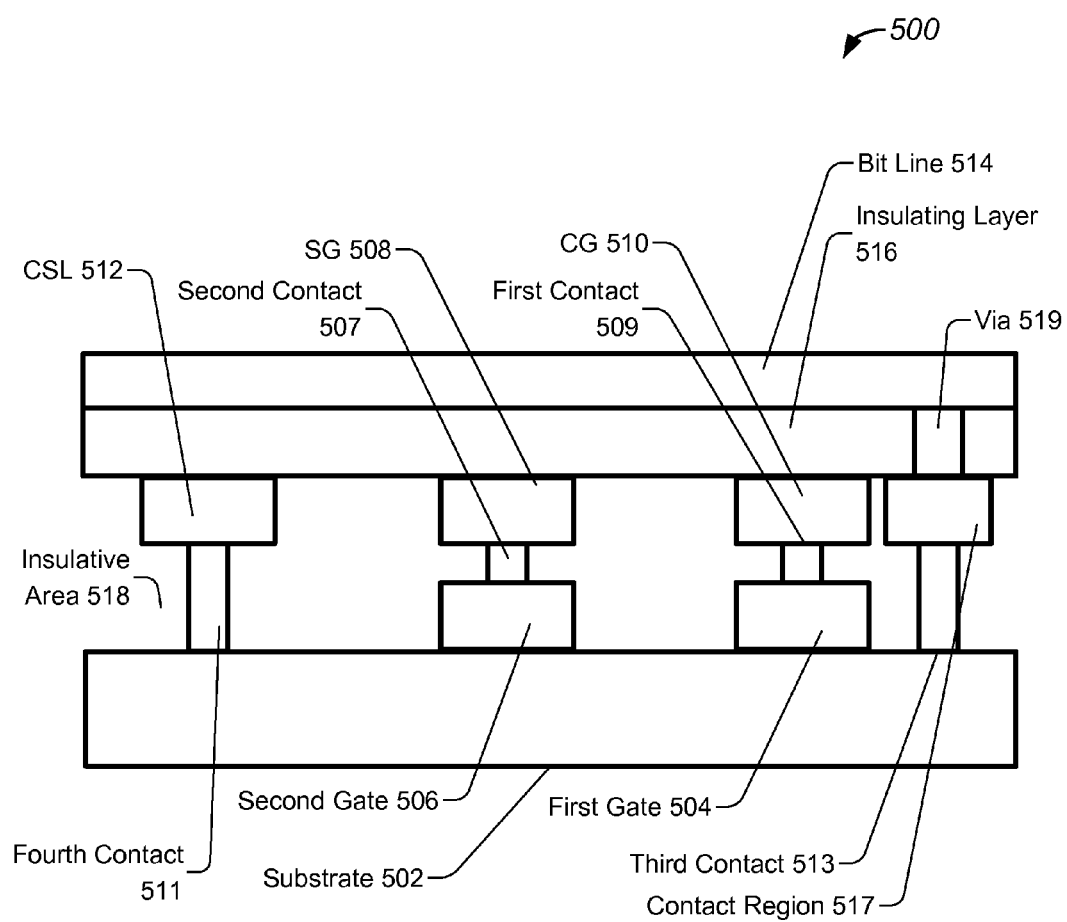 500
Bit Line 514
Insulating Layer
516
SG 508
CG 510
CSL 512
Second Contact
507
First Contact
509
Via 519
Insulative
Area 518
Second Gate 506
First Gate 504
Fourth Contact
511
Substrate 502
Third Contact 513
Contact Region 517